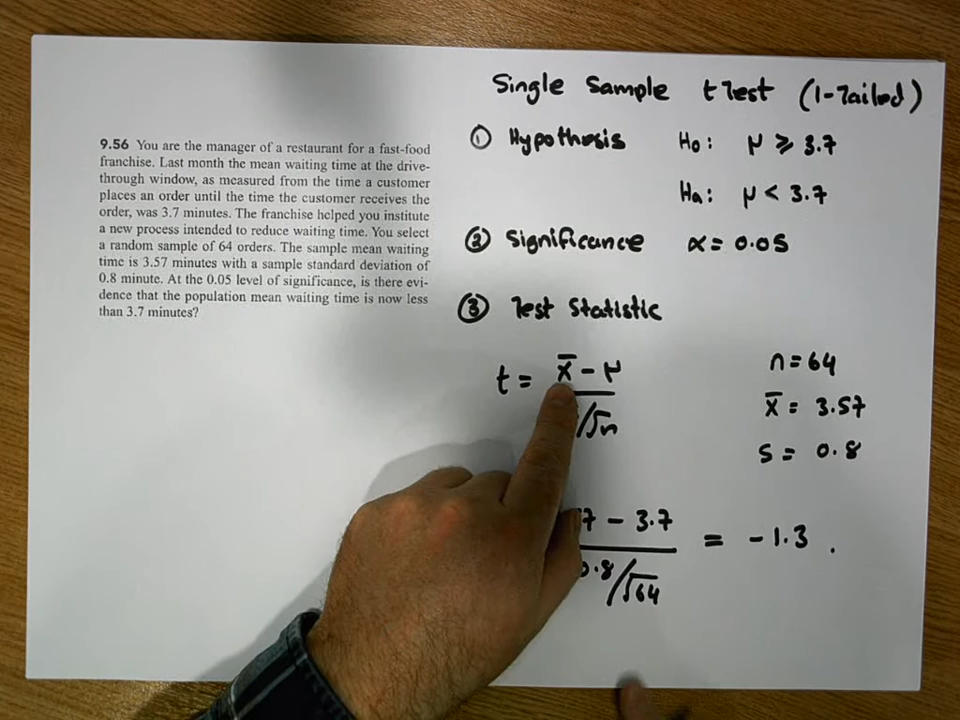 Single Sample t Test (1-Tailed)
9.56 You are the manager of a restaurant for a fast-food
franchise. Last month the mean waiting time at the drive-
through window, as measured from the time a customer
places an order until the time the customer receives the
order, was 3.7 minutes. The franchise helped you institute
a new process intended to reduce waiting time. You select
a random sample of 64 orders. The sample mean waiting
time is 3.57 minutes with a sample standard deviation of
0.8 minute. At the 0.05 level of significance, is there evi-
dence that the population mean waiting time is now less
than 3.7 minutes?
① Hypothesis H0: μ ⩾ 3.7
Ha: μ < 3.7
② Significance α = 0.05
③ Test Statistic
t = x̄ - μ
/√n
n = 64
x̄ = 3.57
s = 0.8
7 - 3.7
0.8/√64
= -1.3.